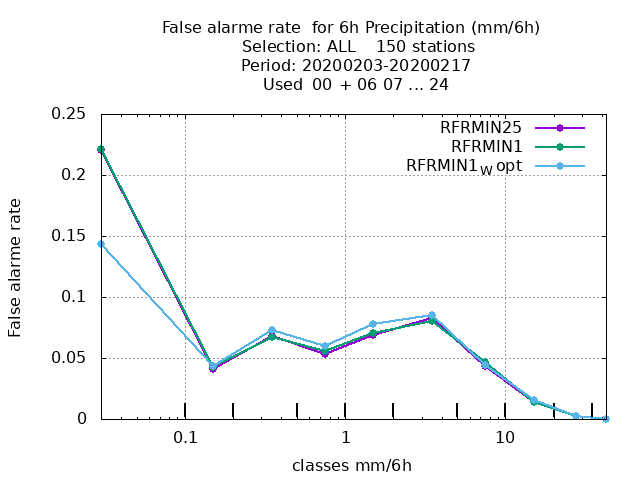 False alarme rate  for 6h Precipitation (mm/6h)
Selection: ALL    150 stations
Period: 20200203-20200217
Used  00 + 06 07 ... 24
RFRMIN25
RFRMIN1
RFRMIN1W opt
0.25
0.2
0.15
0.1
0.05
0
False alarme rate
0.1
1
10
classes mm/6h